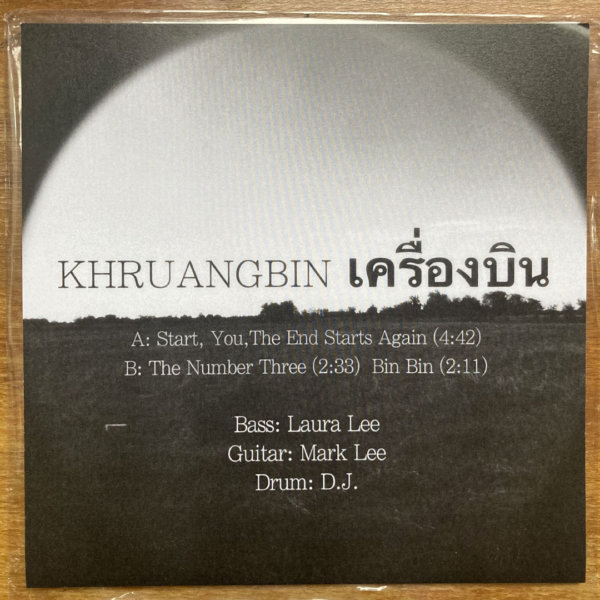 KHRUANGBIN เครื่องบิน
A: Start, You,The End Starts Again (4:42)
B: The Number Three (2:33) Bin Bin (2:11)
Bass: Laura Lee
Guitar: Mark Lee
Drum: D.J.